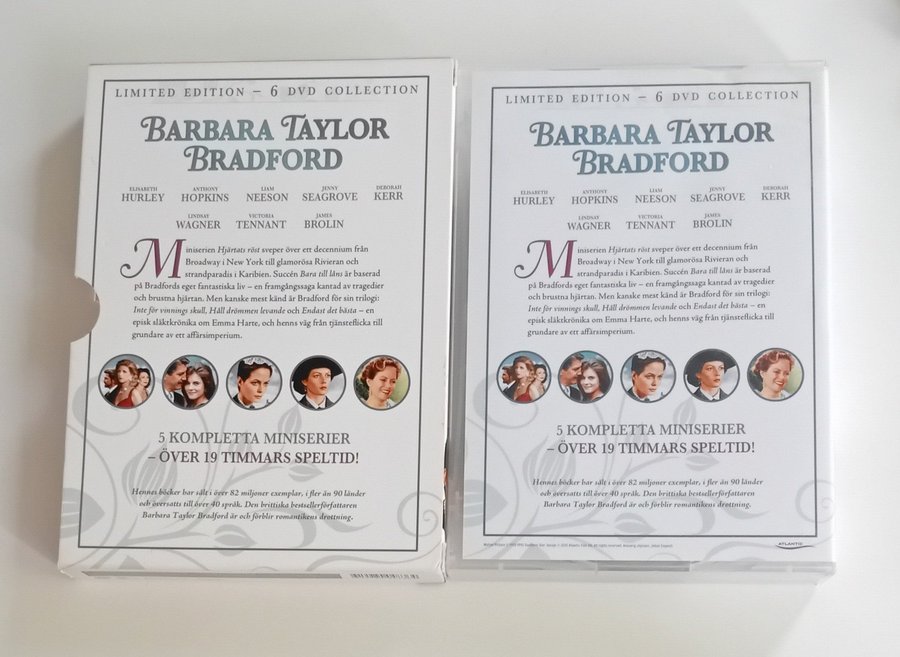 LIMITED EDITION – 6 DVD COLLECTION
BARBARA TAYLOR
BRADFORD
ELISABETH HURLEY ANTHONY HOPKINS LIAM NEESON JENNY SEAGROVE DEBORAH KERR
LINDSAY WAGNER VICTORIA TENNANT JAMES BROLIN
Miniserien Hjärtats röst sveper över ett decennium från
Broadway i New York till glamorösa Rivieran och
strandparadis i Karibien. Succén Bara till låns är baserad
på Bradfords eget fantastiska liv – en framgångssaga kantad av tragedier
och brustna hjärtan. Men kanske mest känd är Bradford för sin trilogi:
Inte för vinnings skull, Håll drömmen levande och Endast det bästa – en
episk släktkrönika om Emma Harte, och henns väg från tjänsteflicka till
grundare av ett affärsimperium.
5 KOMPLETTA MINISERIER
– ÖVER 19 TIMMARS SPELTID!
Hennes böcker har sålt i över 82 miljoner exemplar, i fler än 90 länder
och översatts till över 40 språk. Den brittiska bestsellerförfattaren
Barbara Taylor Bradford är och förblir romantikens drottning.
LIMITED EDITION – 6 DVD COLLECTION
BARBARA TAYLOR
BRADFORD
ELISABETH HURLEY ANTHONY HOPKINS LIAM NEESON JENNY SEAGROVE DEBORAH KERR
LINDSAY WAGNER VICTORIA TENNANT JAMES BROLIN
Miniserien Hjärtats röst sveper över ett decennium från
Broadway i New York till glamorösa Rivieran och
strandparadis i Karibien. Succén Bara till låns är baserad
på Bradfords eget fantastiska liv – en framgångssaga kantad av tragedier
och brustna hjärtan. Men kanske mest känd är Bradford för sin trilogi:
Inte för vinnings skull, Håll drömmen levande och Endast det bästa – en
episk släktkrönika om Emma Harte, och henns väg från tjänsteflicka till
grundare av ett affärsimperium.
5 KOMPLETTA MINISERIER
– ÖVER 19 TIMMARS SPELTID!
Hennes böcker har sålt i över 82 miljoner exemplar, i fler än 90 länder
och översatts till över 40 språk. Den brittiska bestsellerförfattaren
Barbara Taylor Bradford är och förblir romantikens drottning.
ATLANTIC